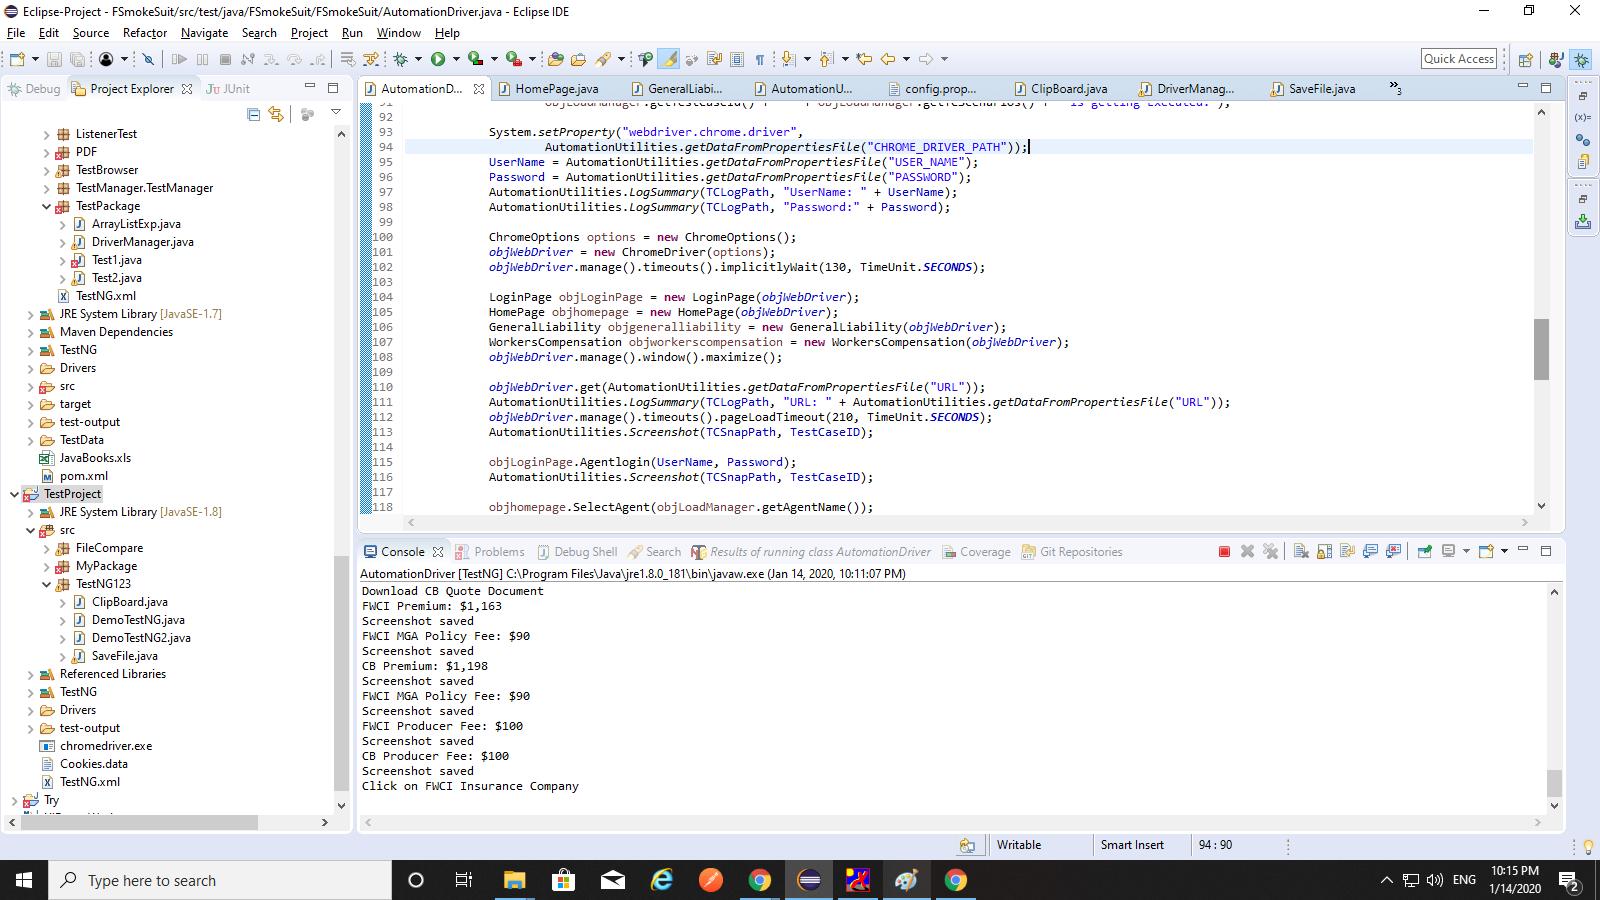 Eclipse-Project - FSmokeSuit/src/test/java/FSmokeSuit/FSmokeSuit/AutomationDriver.java - Eclipse IDE
File Edit Source Refactor Navigate Search Project Run Window Help
Quick Access
Debug Project Explorer JUnit
ListenerTest
PDF
TestBrowser
TestManager.TestManager
TestPackage
ArrayListExp.java
DriverManager.java
Test1.java
Test2.java
TestNG.xml
JRE System Library [JavaSE-1.7]
Maven Dependencies
TestNG
Drivers
src
target
test-output
TestData
JavaBooks.xls
pom.xml
TestProject
JRE System Library [JavaSE-1.8]
src
FileCompare
MyPackage
TestNG123
ClipBoard.java
DemoTestNG.java
DemoTestNG2.java
SaveFile.java
Referenced Libraries
TestNG
Drivers
test-output
chromedriver.exe
Cookies.data
TestNG.xml
Try
AutomationD... HomePage.java GeneralLiabi... AutomationU... config.prop... ClipBoard.java DriverManag... SaveFile.java 3
92
93 System.setProperty("webdriver.chrome.driver",
94 AutomationUtilities.getDataFromPropertiesFile("CHROME_DRIVER_PATH"));
95 UserName = AutomationUtilities.getDataFromPropertiesFile("USER_NAME");
96 Password = AutomationUtilities.getDataFromPropertiesFile("PASSWORD");
97 AutomationUtilities.LogSummary(TCLogPath, "UserName: " + UserName);
98 AutomationUtilities.LogSummary(TCLogPath, "Password:" + Password);
99
100 ChromeOptions options = new ChromeOptions();
101 objWebDriver = new ChromeDriver(options);
102 objWebDriver.manage().timeouts().implicitlyWait(130, TimeUnit.SECONDS);
103
104 LoginPage objLoginPage = new LoginPage(objWebDriver);
105 HomePage objhomepage = new HomePage(objWebDriver);
106 GeneralLiability objgeneralliability = new GeneralLiability(objWebDriver);
107 WorkersCompensation objworkerscompensation = new WorkersCompensation(objWebDriver);
108 objWebDriver.manage().window().maximize();
109
110 objWebDriver.get(AutomationUtilities.getDataFromPropertiesFile("URL"));
111 AutomationUtilities.LogSummary(TCLogPath, "URL: " + AutomationUtilities.getDataFromPropertiesFile("URL"));
112 objWebDriver.manage().timeouts().pageLoadTimeout(210, TimeUnit.SECONDS);
113 AutomationUtilities.Screenshot(TCSnapPath, TestCaseID);
114
115 objLoginPage.Agentlogin(UserName, Password);
116 AutomationUtilities.Screenshot(TCSnapPath, TestCaseID);
117
118 objhomepage.SelectAgent(objLoadManager.getAgentName());
Console Problems Debug Shell Search Results of running class AutomationDriver Coverage Git Repositories
AutomationDriver [TestNG] C:\Program Files\Java\jre1.8.0_181\bin\javaw.exe (Jan 14, 2020, 10:11:07 PM)
Download CB Quote Document
FWCI Premium: $1,163
Screenshot saved
FWCI MGA Policy Fee: $90
Screenshot saved
CB Premium: $1,198
Screenshot saved
FWCI MGA Policy Fee: $90
Screenshot saved
FWCI Producer Fee: $100
Screenshot saved
CB Producer Fee: $100
Screenshot saved
Click on FWCI Insurance Company
Writable Smart Insert 94 : 90
Type here to search
ENG
10:15 PM
1/14/2020
2